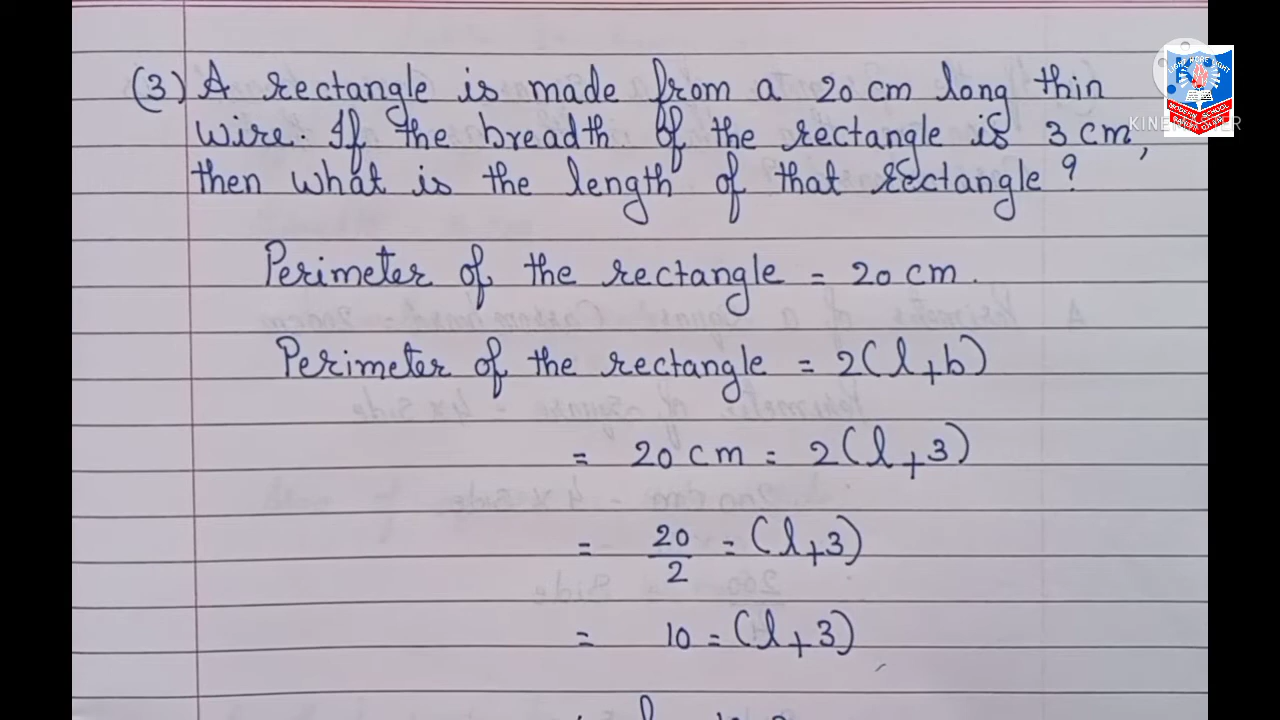 (3) A rectangle is made from a 20 cm long thin
wire. If the breadth of the rectangle is 3 cm,
then what is the length of that rectangle?
Perimeter of the rectangle = 20 cm.
Perimeter of the rectangle = 2(l+b)
= 20 cm = 2(l+3)
= 20/2 = (l+3)
= 10 = (l+3)